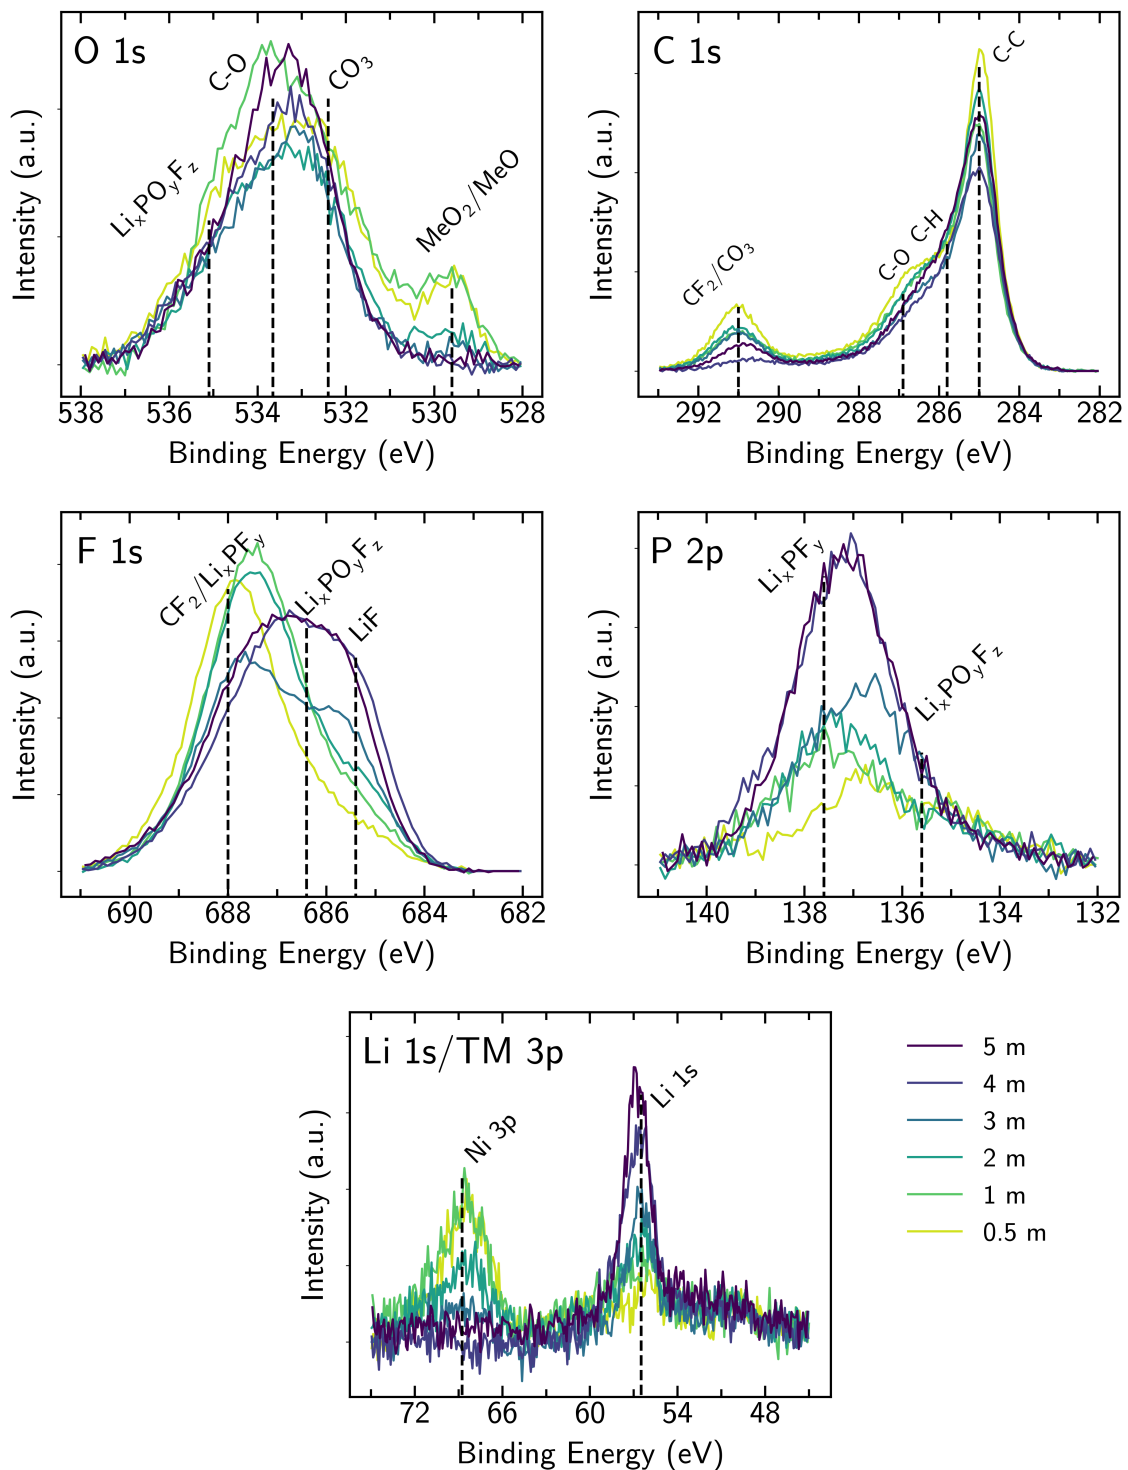 O 1s
C-O
CO3
LixPOyFz
MeO2/MeO
Intensity (a.u.)
538 536 534 532 530 528
Binding Energy (eV)
C 1s
C-C
C-H
C-O
CF2/CO3
Intensity (a.u.)
292 290 288 286 284 282
Binding Energy (eV)
F 1s
CF2/LixPFy
LixPOyFz
LiF
Intensity (a.u.)
690 688 686 684 682
Binding Energy (eV)
P 2p
LixPFy
LixPOyFz
Intensity (a.u.)
140 138 136 134 132
Binding Energy (eV)
Li 1s/TM 3p
Ni 3p
Li 1s
Intensity (a.u.)
72 66 60 54 48
Binding Energy (eV)
5 m
4 m
3 m
2 m
1 m
0.5 m